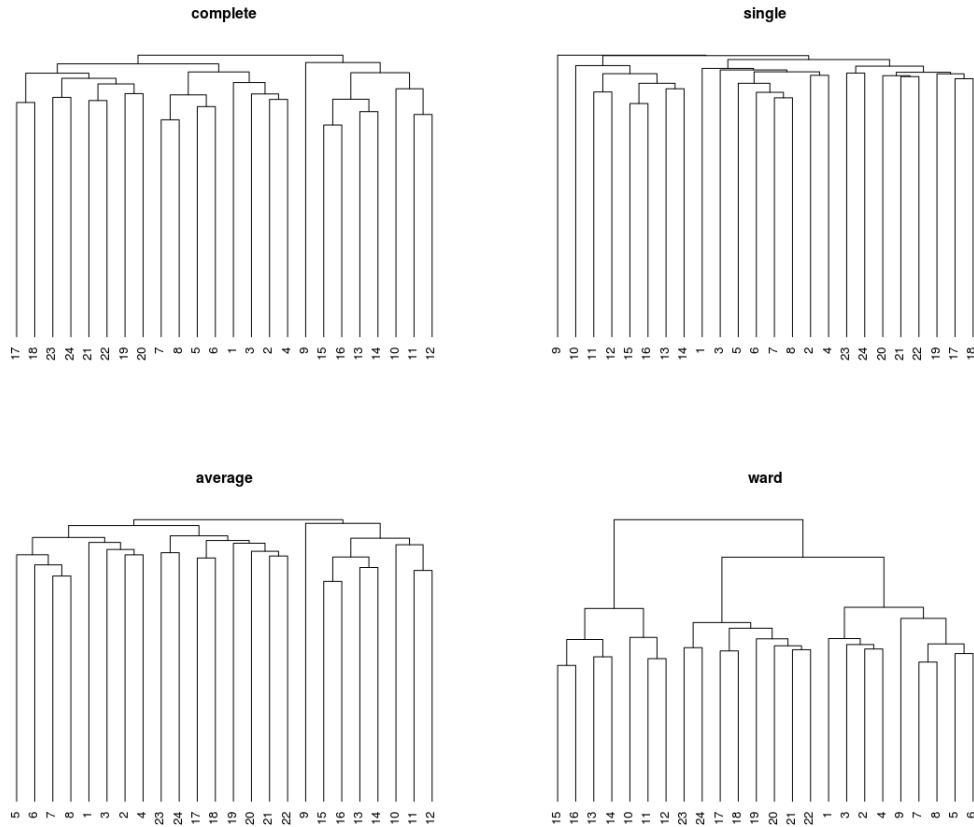 complete
17 18 23 24 21 22 19 20 7 8 5 6 1 3 2 4 9 15 16 13 14 10 11 12
single
9 10 11 12 15 16 13 14 1 3 5 6 7 8 2 4 23 24 20 21 22 19 17 18
average
5 6 7 8 1 3 2 4 23 24 17 18 19 20 21 22 9 15 16 13 14 10 11 12
ward
15 16 13 14 10 11 12 23 24 17 18 19 20 21 22 1 3 2 4 9 7 8 5 6